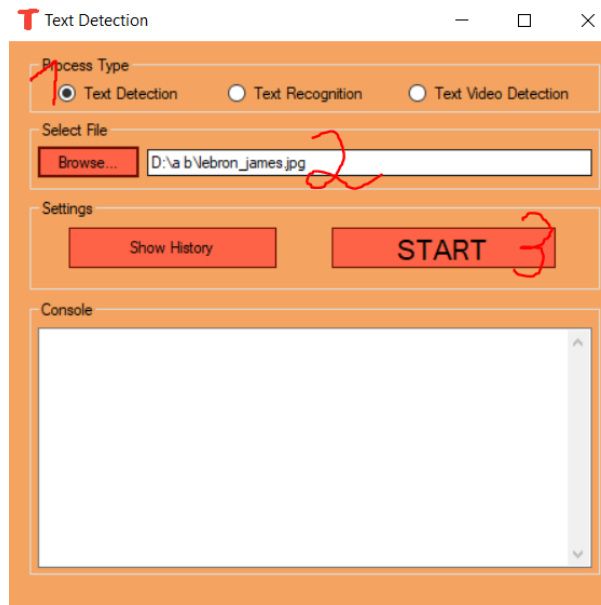 T Text Detection
Process Type
1
Text Detection Text Recognition Text Video Detection
Select File
Browse... D:\a b\lebron_james.jpg 2
Settings
Show History START 3
Console